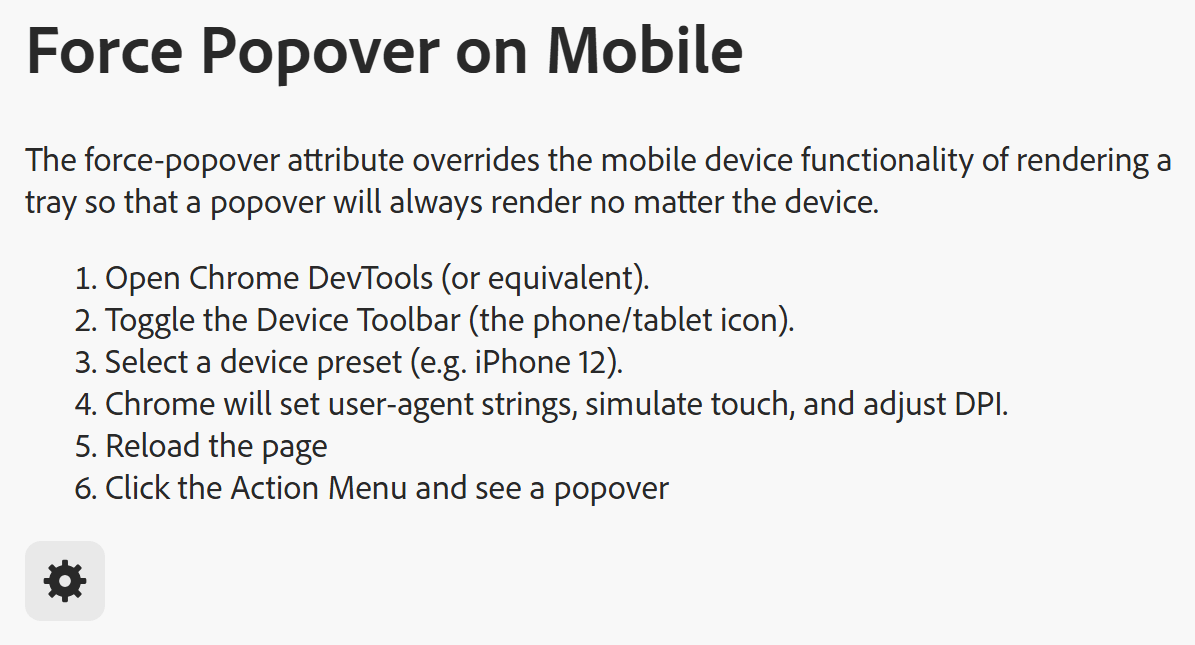 Force Popover on Mobile
The force-popover attribute overrides the mobile device functionality of rendering a
tray so that a popover will always render no matter the device.
1. Open Chrome DevTools (or equivalent).
2. Toggle the Device Toolbar (the phone/tablet icon).
3. Select a device preset (e.g. iPhone 12).
4. Chrome will set user-agent strings, simulate touch, and adjust DPI.
5. Reload the page
6. Click the Action Menu and see a popover